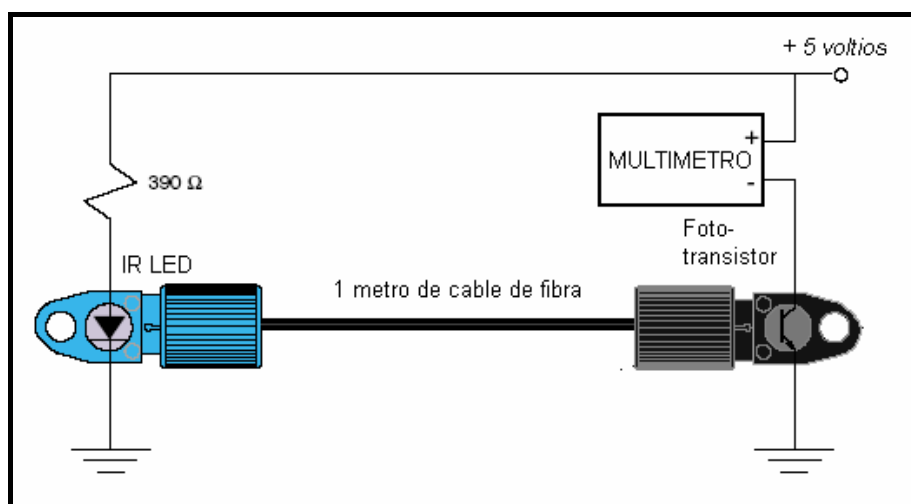 + 5 voltios
+
MULTIMETRO
-
390 Ω
Foto-
transistor
IR LED
1 metro de cable de fibra